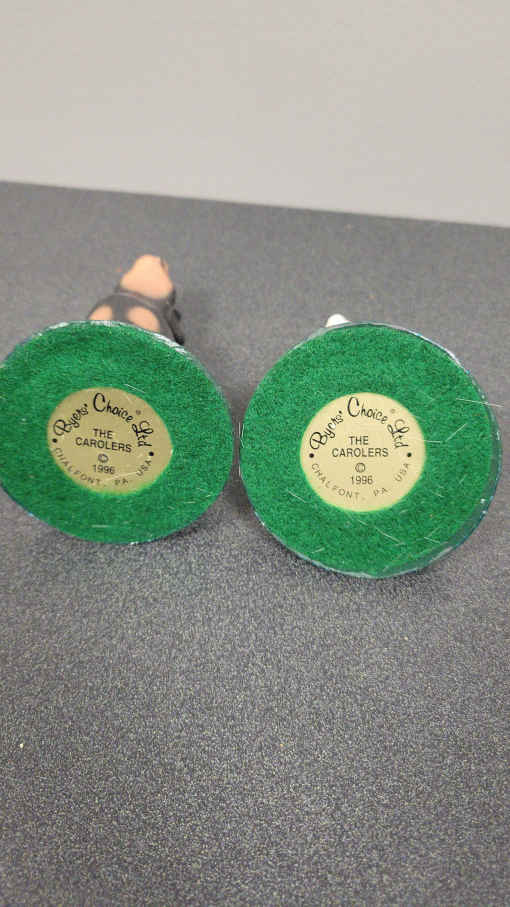 Byers' Choice Ltd
THE
CAROLERS
©
1996
CHALFONT, PA. USA
Byers' Choice Ltd
THE
CAROLERS
©
1996
CHALFONT, PA. USA